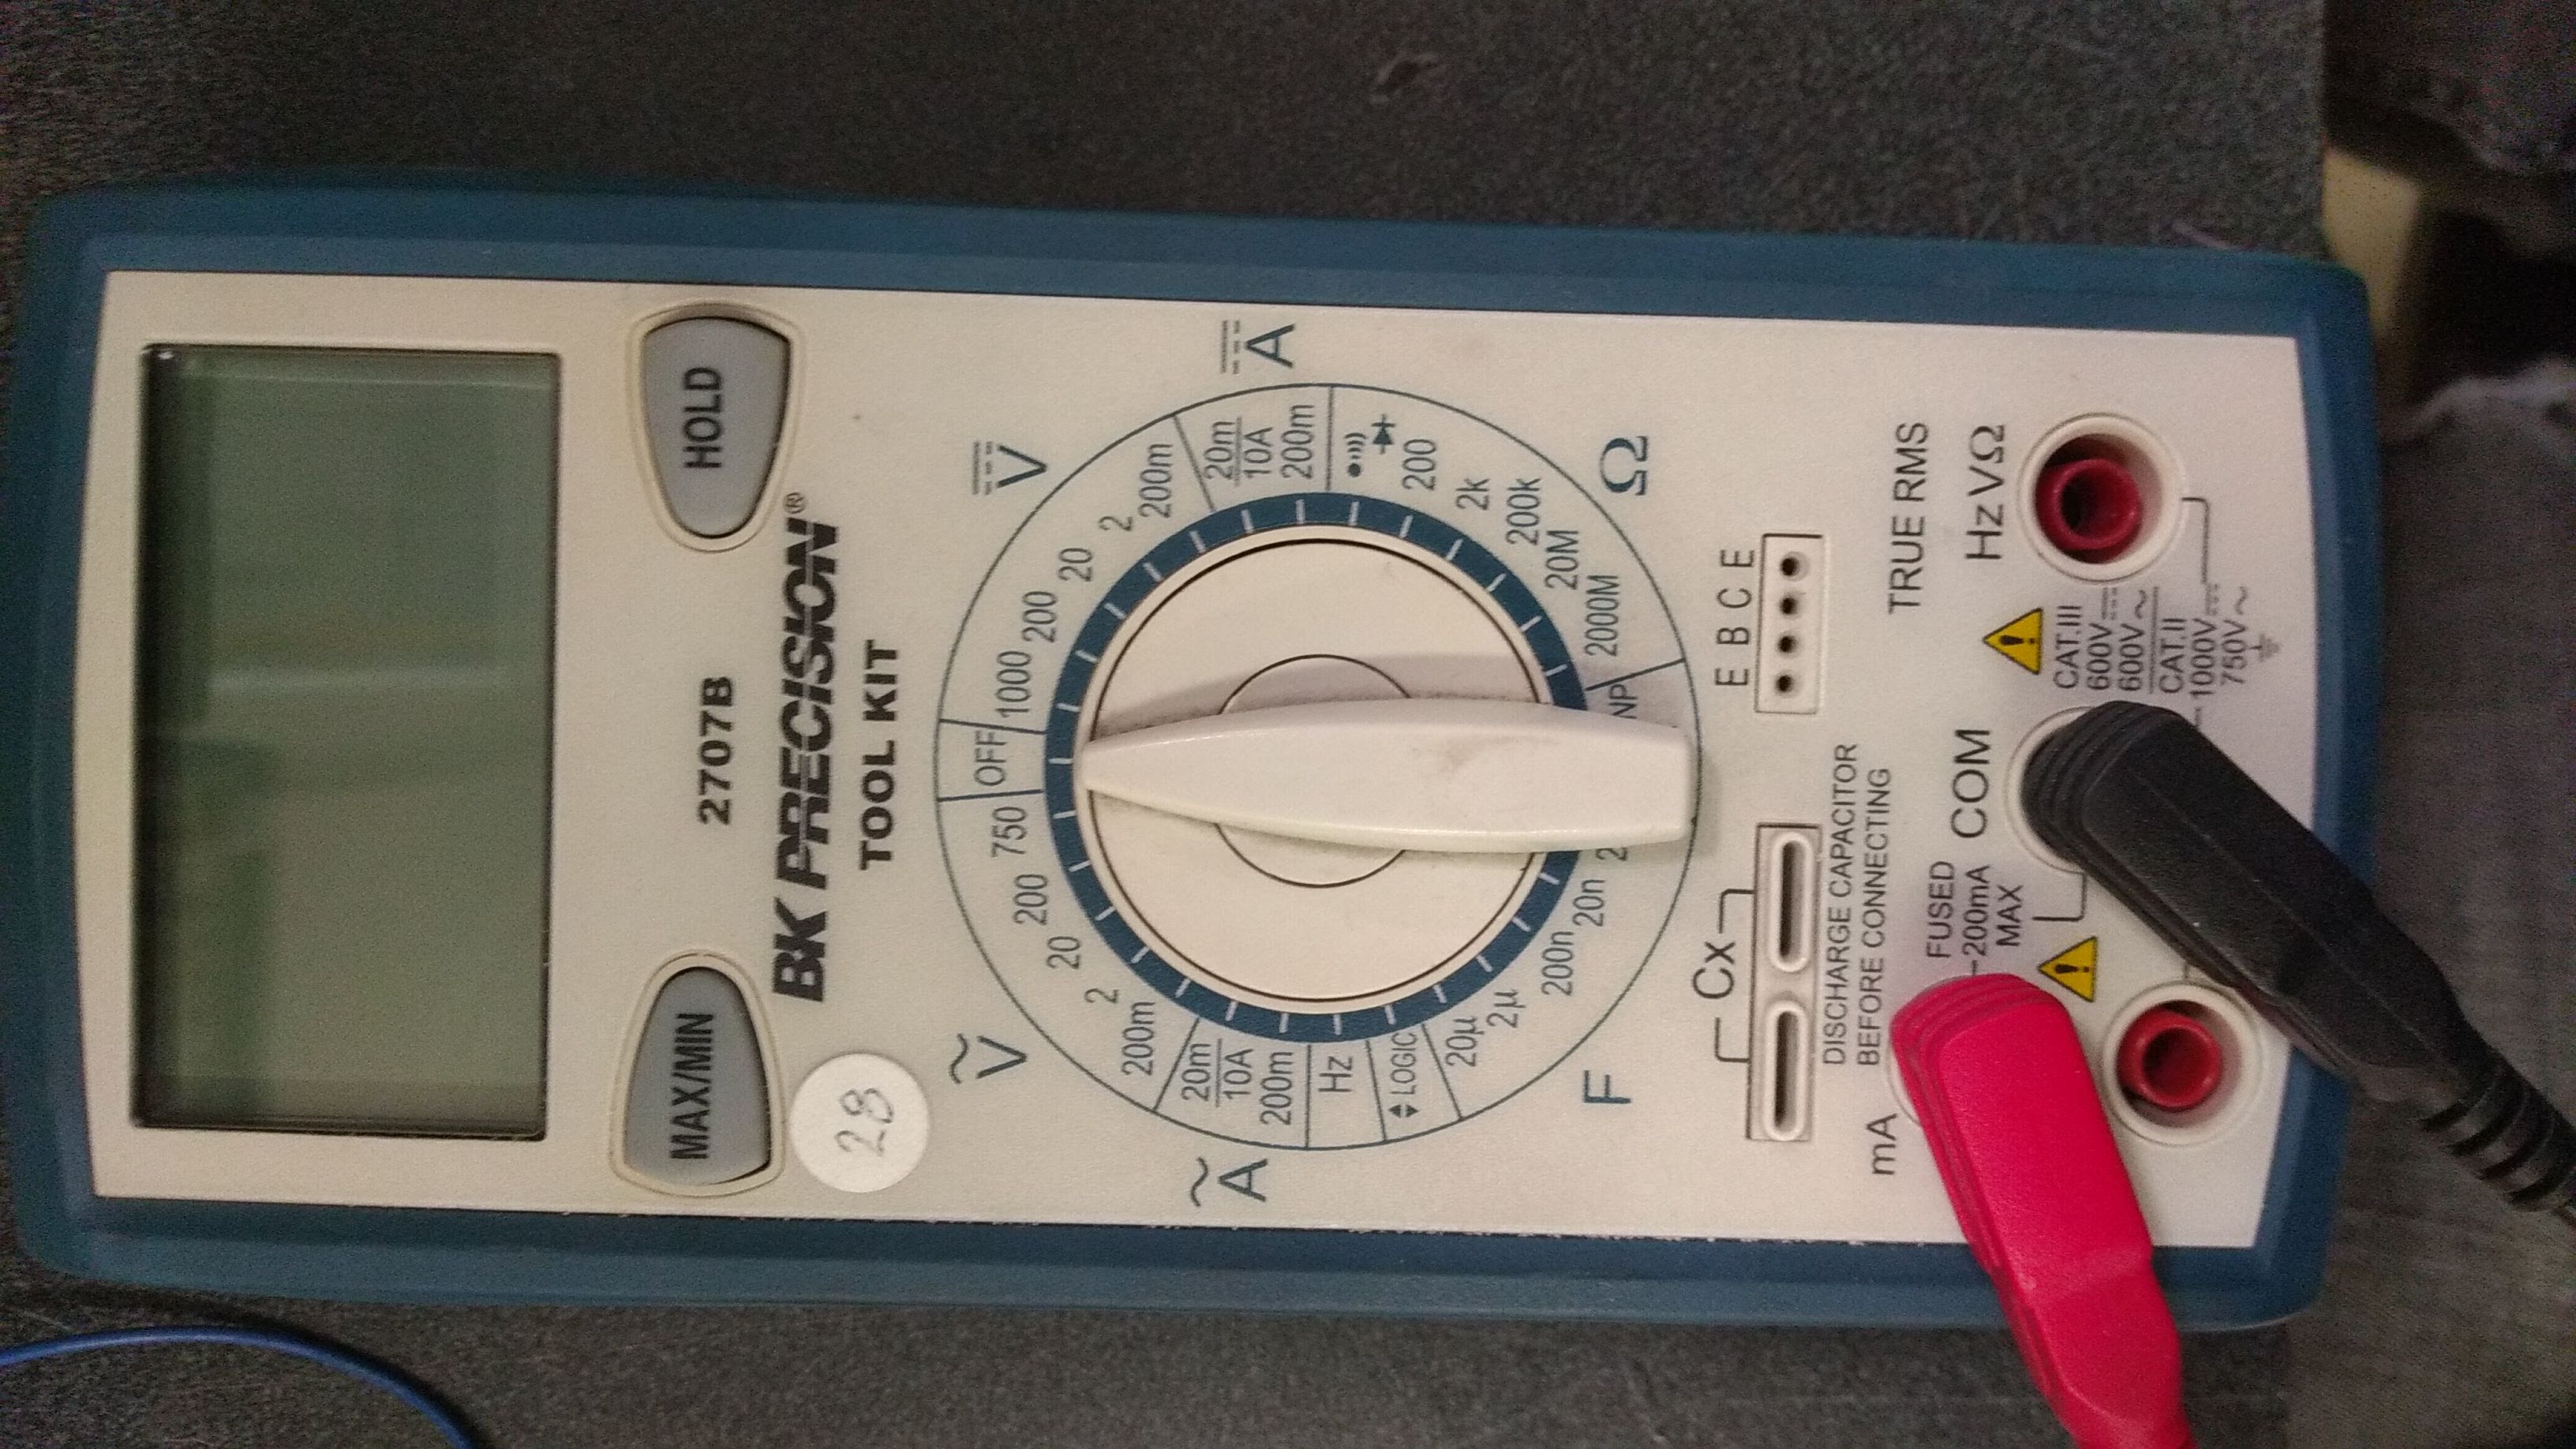 HOLD
MAX/MIN
2707B
BK PRECISION®
TOOL KIT
28
OFF
V
1000
200
20
2
200m
A
20m
10A
200m
Ω
200
2k
200k
20M
2000M
V
750
200
20
2
200m
A
20m
10A
200m
Hz
LOGIC
F
20µ
2µ
200n
20n
E B C E
Cx
DISCHARGE CAPACITOR
BEFORE CONNECTING
TRUE RMS
Hz V Ω
COM
mA
FUSED
200mA
MAX
CAT.III
600V
600V~
CAT.II
1000V
750V~